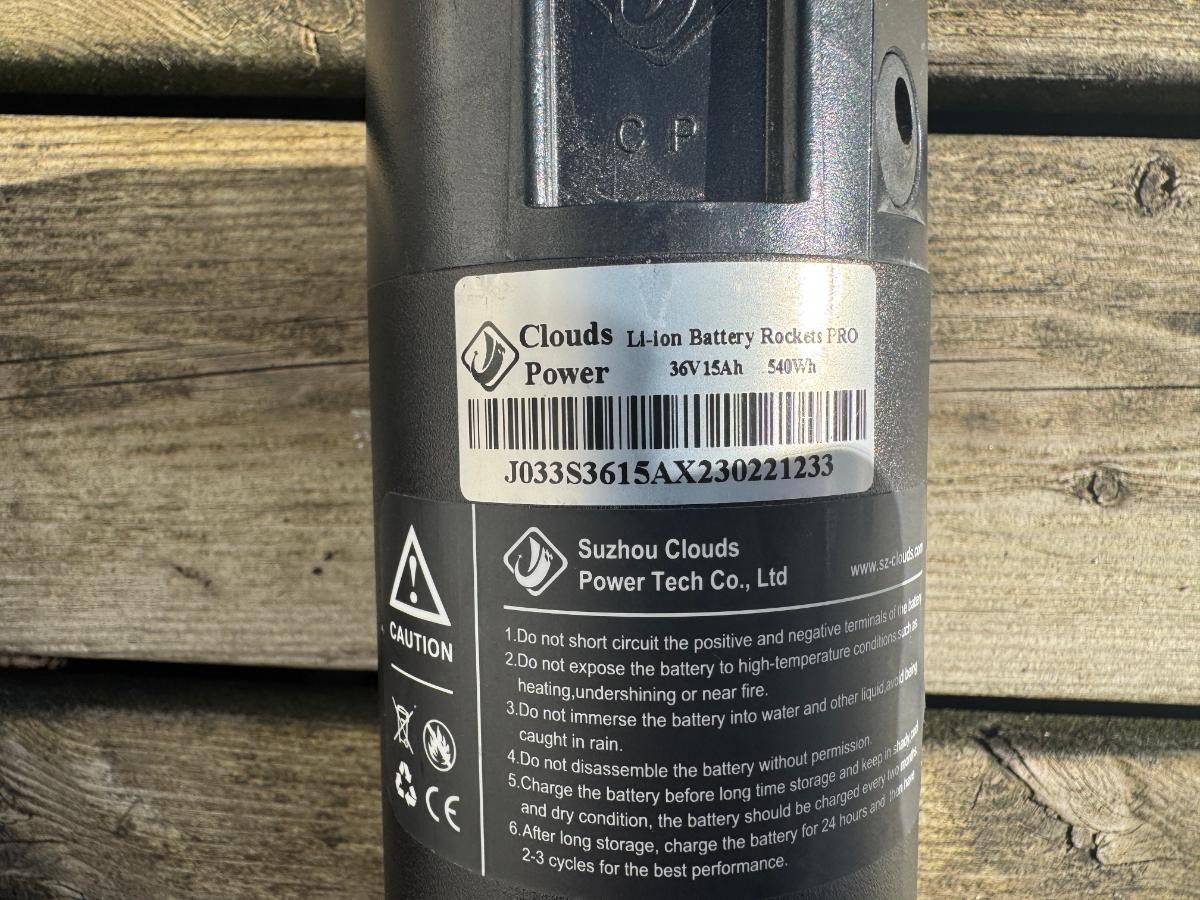 C P
Clouds Power
Li-ion Battery Rockets PRO
36V15Ah 540Wh
J033S3615AX230221233
CAUTION
CE
Suzhou Clouds
Power Tech Co., Ltd
www.sz-clouds.com
1.Do not short circuit the positive and negative terminals of the battery
2.Do not expose the battery to high-temperature conditions such as
heating,undershining or near fire.
3.Do not immerse the battery into water and other liquid,avoid being
caught in rain.
4.Do not disassemble the battery without permission.
5.Charge the battery before long time storage and keep in shady,cool
and dry condition, the battery should be charged every two months
6.After long storage, charge the battery for 24 hours and then have
2-3 cycles for the best performance.